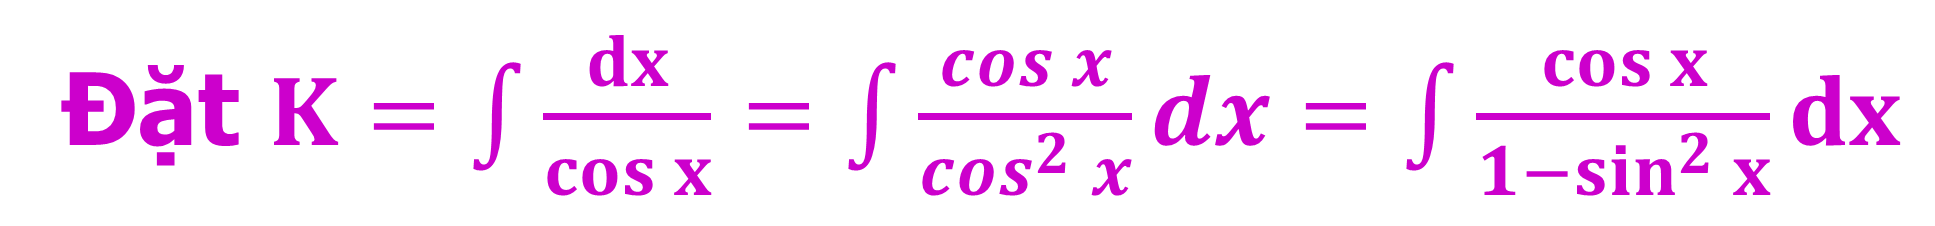 Đặt K = ∫ dx/cos x = ∫ cos x/cos² x dx = ∫ cos x/1−sin² x dx